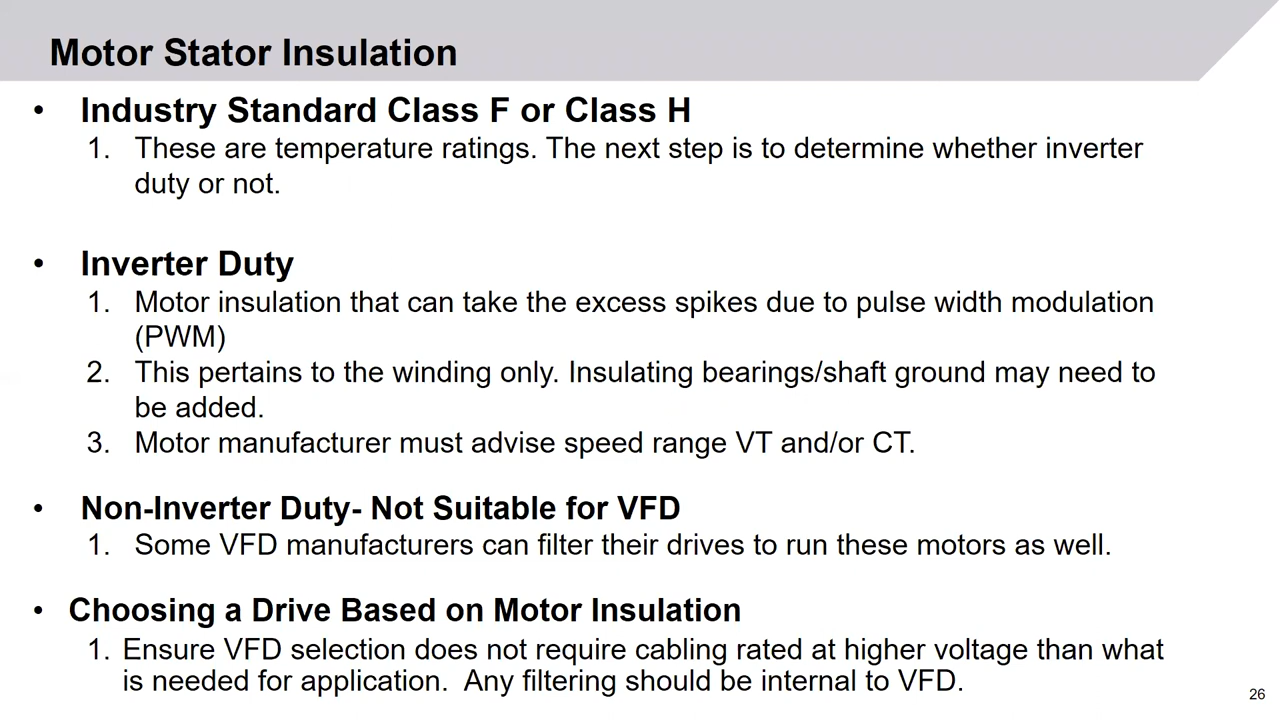 Motor Stator Insulation
• Industry Standard Class F or Class H
1. These are temperature ratings. The next step is to determine whether inverter
duty or not.
• Inverter Duty
1. Motor insulation that can take the excess spikes due to pulse width modulation
(PWM)
2. This pertains to the winding only. Insulating bearings/shaft ground may need to
be added.
3. Motor manufacturer must advise speed range VT and/or CT.
• Non-Inverter Duty- Not Suitable for VFD
1. Some VFD manufacturers can filter their drives to run these motors as well.
• Choosing a Drive Based on Motor Insulation
1. Ensure VFD selection does not require cabling rated at higher voltage than what
is needed for application.  Any filtering should be internal to VFD.
26